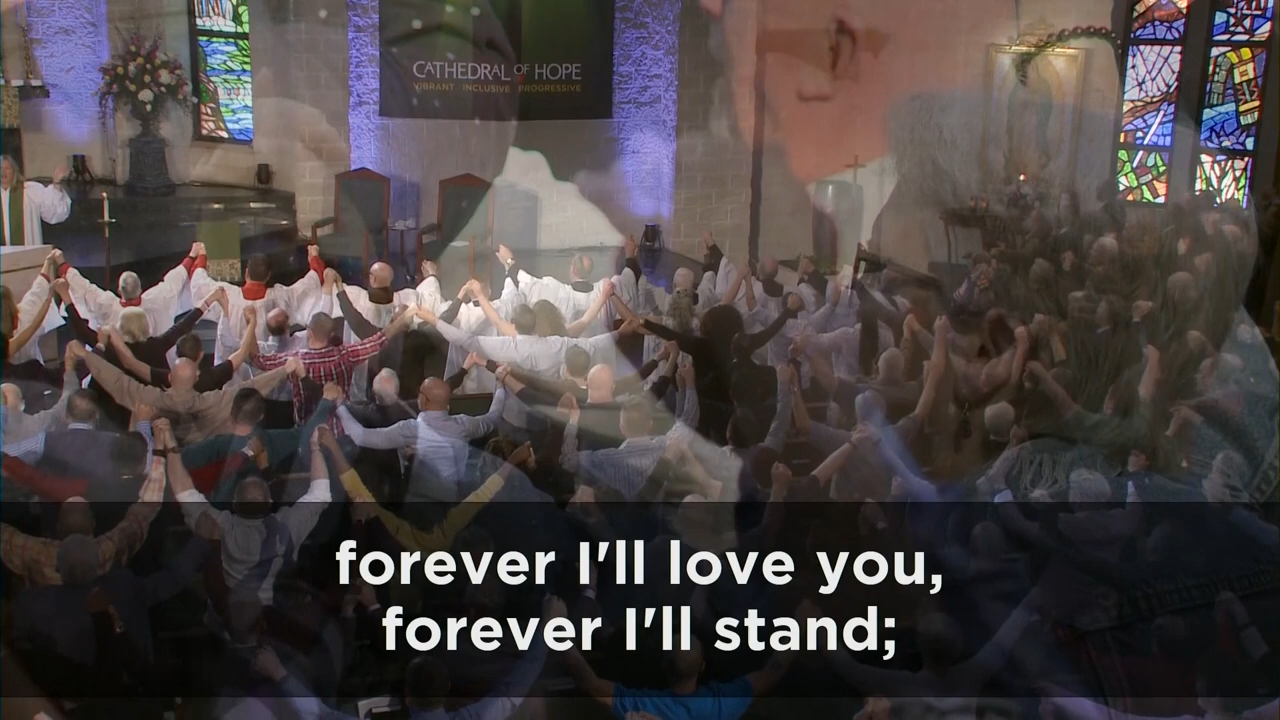 CATHEDRAL OF HOPE
VIBRANT INCLUSIVE PROGRESSIVE
forever I'll love you,
forever I'll stand;